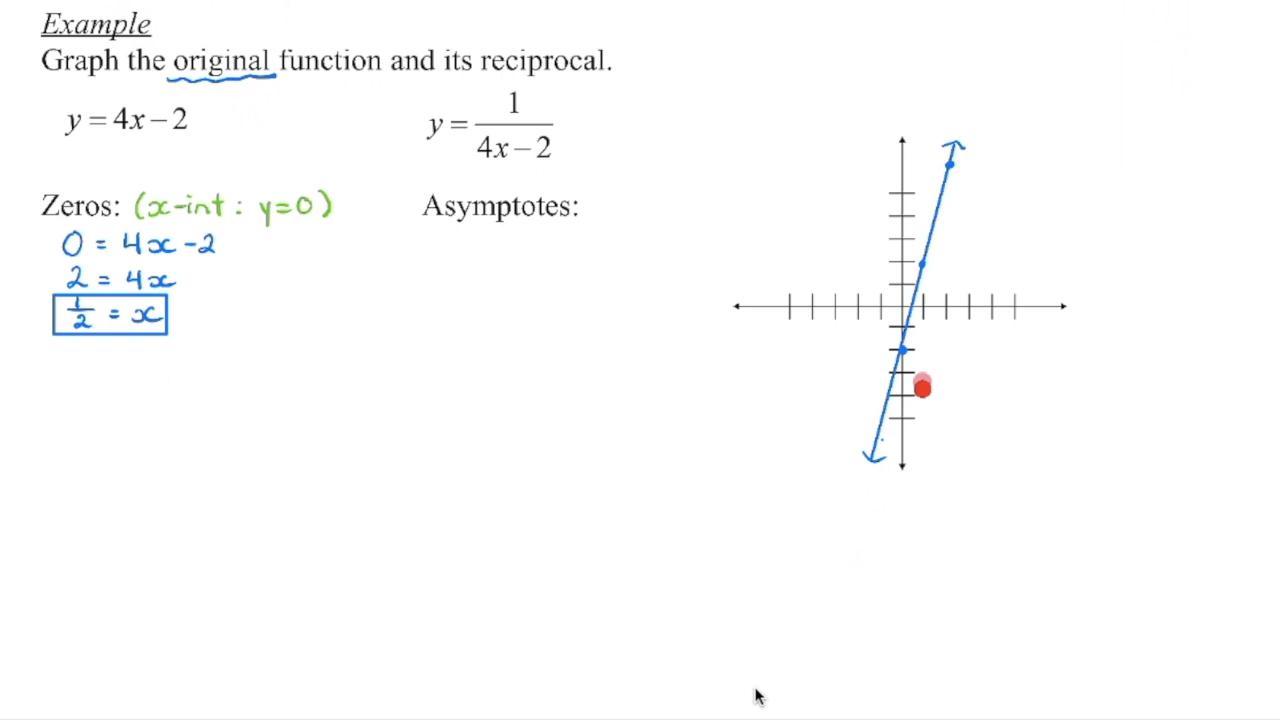 Example
Graph the original function and its reciprocal.
y = 4x − 2
y = 1/(4x − 2)
Zeros: (x-int : y=0)
Asymptotes:
0 = 4x - 2
2 = 4x
1/2 = x